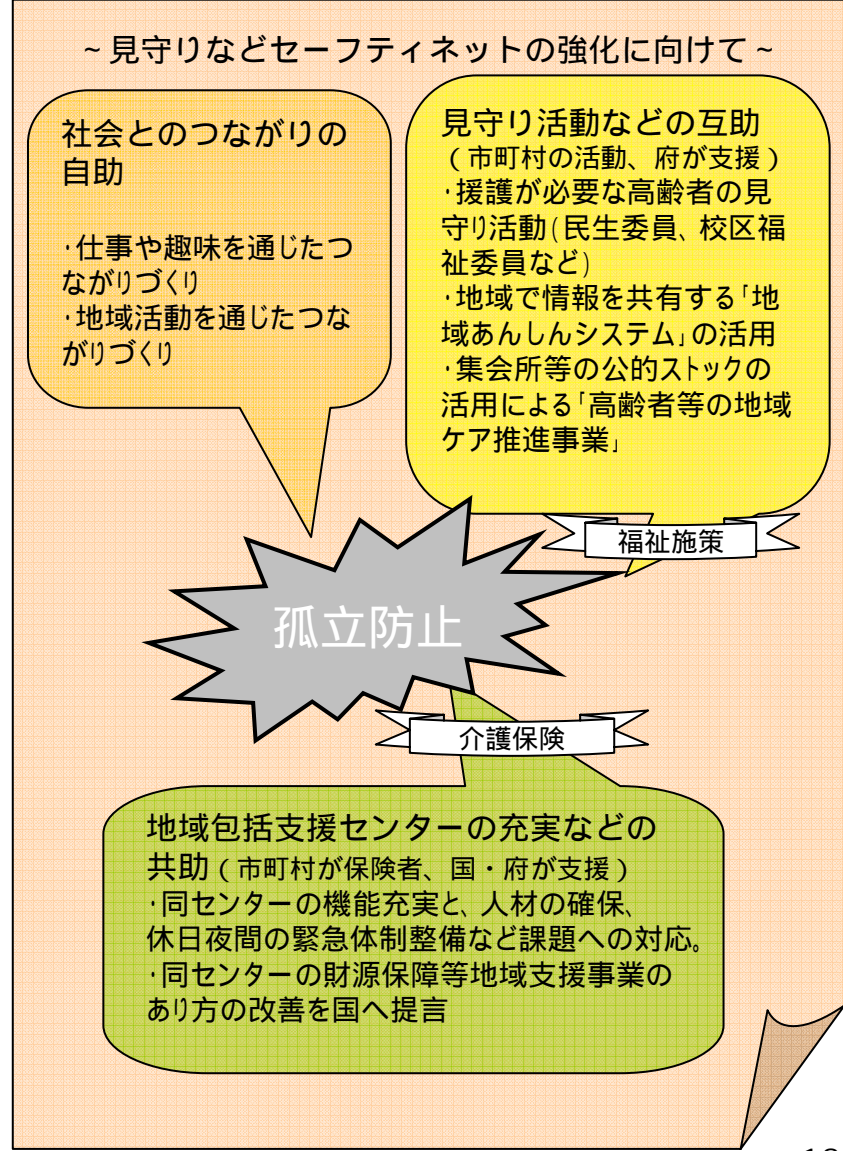 ~見守りなどセーフティネットの強化に向けて~
社会とのつながりの
自助
・仕事や趣味を通じたつ
ながりづくり
・地域活動を通じたつな
がりづくり
見守り活動などの互助
(市町村の活動、府が支援)
・援護が必要な高齢者の見
守り活動(民生委員、校区福
祉委員など)
・地域で情報を共有する「地
域あんしんシステム」の活用
・集会所等の公的ストックの
活用による「高齢者等の地域
ケア推進事業」
福祉施策
孤立防止
介護保険
地域包括支援センターの充実などの
共助(市町村が保険者、国・府が支援)
・同センターの機能充実と、人材の確保、
休日夜間の緊急体制整備など課題への対応。
・同センターの財源保障等地域支援事業の
あり方の改善を国へ提言